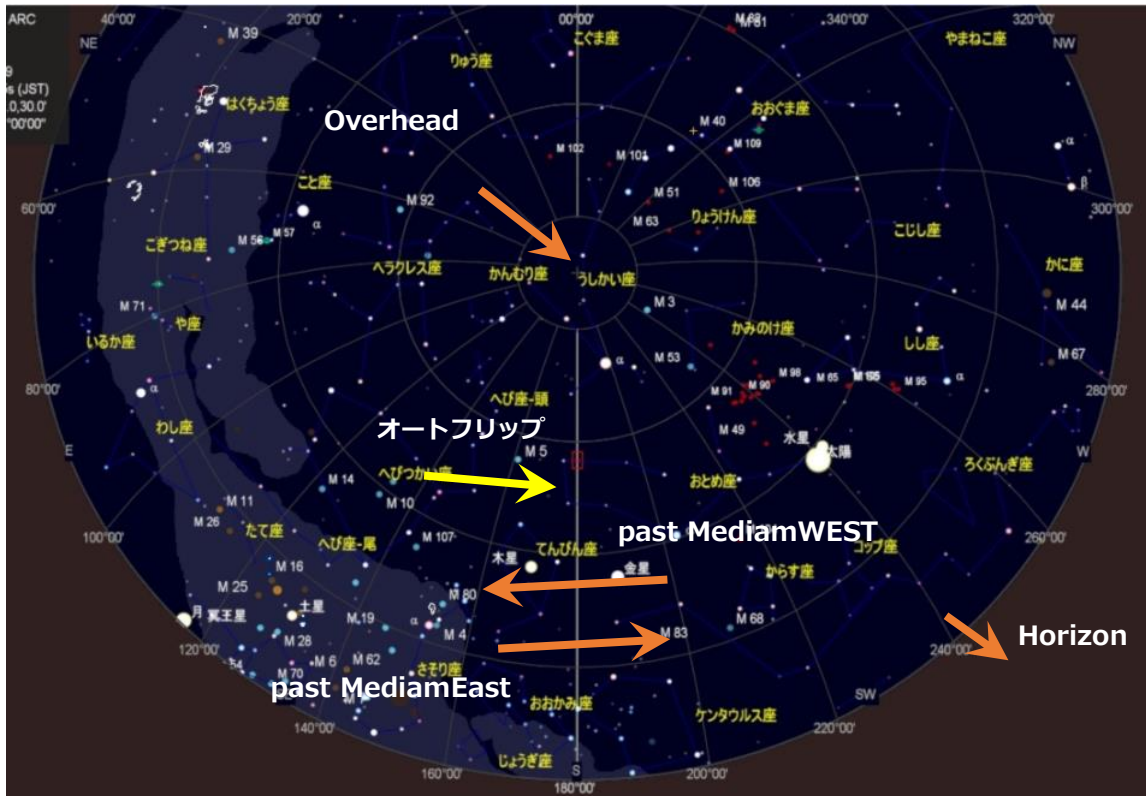 ARC
40°00'
20°00'
00°00'
340°00'
320°00'
NE
M 39
こぐま座
M 81
やまねこ座
NW
りゅう座
s (JST)
.0,30.0'
°00'00"
はくちょう座
おおぐま座
Overhead
M 40
M 29
M 102
M 101
M 109
α
こと座
M 92
M 51
M 106
β
60°00'
α
M 63
りょうけん座
300°00'
こぎつね座
M 56
M 57
こじし座
ヘラクレス座
かんむり座
うしかい座
かに座
M 71
M 3
M 44
や座
かみのけ座
いるか座
しし座
M 53
M 67
α
M 98
M 65
M 95
α
80°00'
α
M 91
M 90
280°00'
へび座-頭
わし座
オートフリップ
M 49
水星
太陽
E
M 5
W
へびつかい座
おとめ座
ろくぶんぎ座
M 14
M 10
M 11
M 26
たて座
past MediamWEST
100°00'
へび座-尾
M 107
木星
てんびん座
コップ座
260°00'
M 16
金星
からす座
M 25
M 80
月
冥王星
土星
M 19
α
M 4
M 83
M 68
Horizon
120°00'
M 28
240°00'
54
M 70
M 6
M 62
さそり座
past MediamEast
M 7
おおかみ座
SW
140°00'
ケンタウルス座
220°00'
じょうぎ座
160°00'
S
200°00'
180°00'